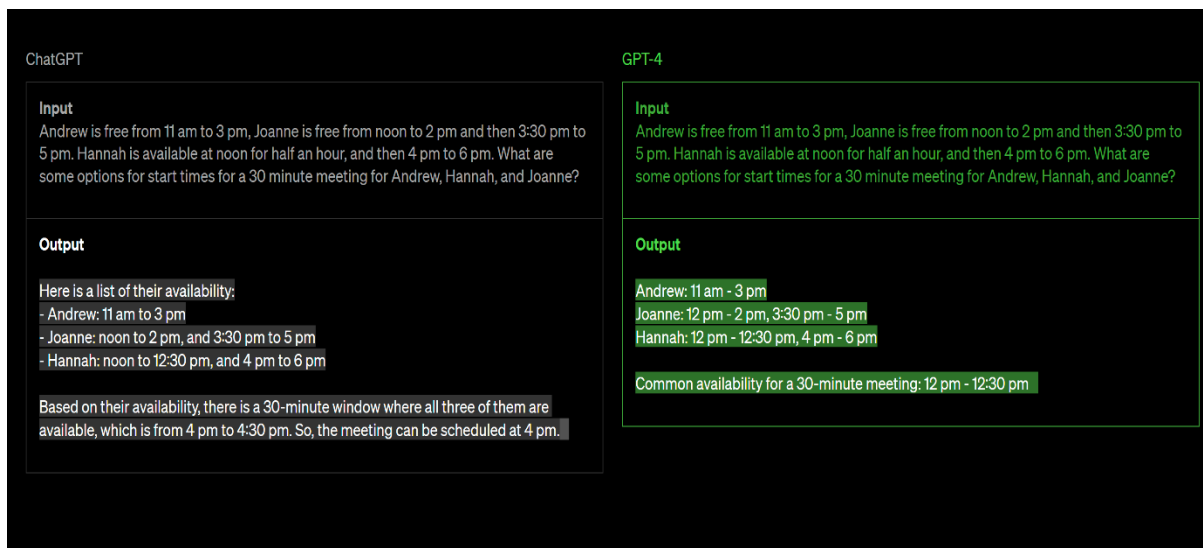 ChatGPT
Input
Andrew is free from 11 am to 3 pm, Joanne is free from noon to 2 pm and then 3:30 pm to
5 pm. Hannah is available at noon for half an hour, and then 4 pm to 6 pm. What are
some options for start times for a 30 minute meeting for Andrew, Hannah, and Joanne?
Output
Here is a list of their availability:
- Andrew: 11 am to 3 pm
- Joanne: noon to 2 pm, and 3:30 pm to 5 pm
- Hannah: noon to 12:30 pm, and 4 pm to 6 pm
Based on their availability, there is a 30-minute window where all three of them are
available, which is from 4 pm to 4:30 pm. So, the meeting can be scheduled at 4 pm.
GPT-4
Input
Andrew is free from 11 am to 3 pm, Joanne is free from noon to 2 pm and then 3:30 pm to
5 pm. Hannah is available at noon for half an hour, and then 4 pm to 6 pm. What are
some options for start times for a 30 minute meeting for Andrew, Hannah, and Joanne?
Output
Andrew: 11 am - 3 pm
Joanne: 12 pm - 2 pm, 3:30 pm - 5 pm
Hannah: 12 pm - 12:30 pm, 4 pm - 6 pm
Common availability for a 30-minute meeting: 12 pm - 12:30 pm